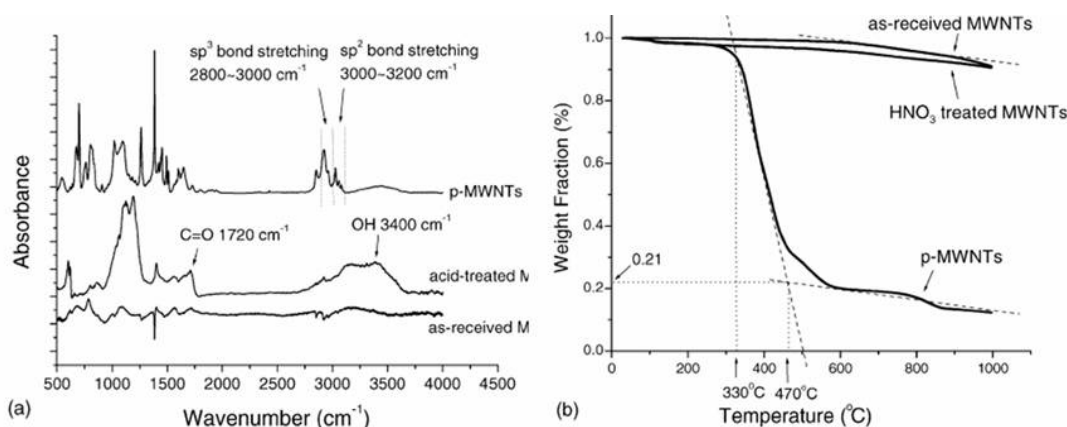 sp³ bond stretching
2800~3000 cm⁻¹
sp² bond stretching
3000~3200 cm⁻¹
p-MWNTs
C=O 1720 cm⁻¹
OH 3400 cm⁻¹
acid-treated M
as-received M
Absorbance
500 1000 1500 2000 2500 3000 3500 4000 4500
Wavenumber (cm⁻¹)
(a)
as-received MWNTs
HNO₃ treated MWNTs
p-MWNTs
0.21
1.0
0.8
0.6
0.4
0.2
0.0
Weight Fraction (%)
0 200 400 600 800 1000
330°C 470°C
Temperature (°C)
(b)